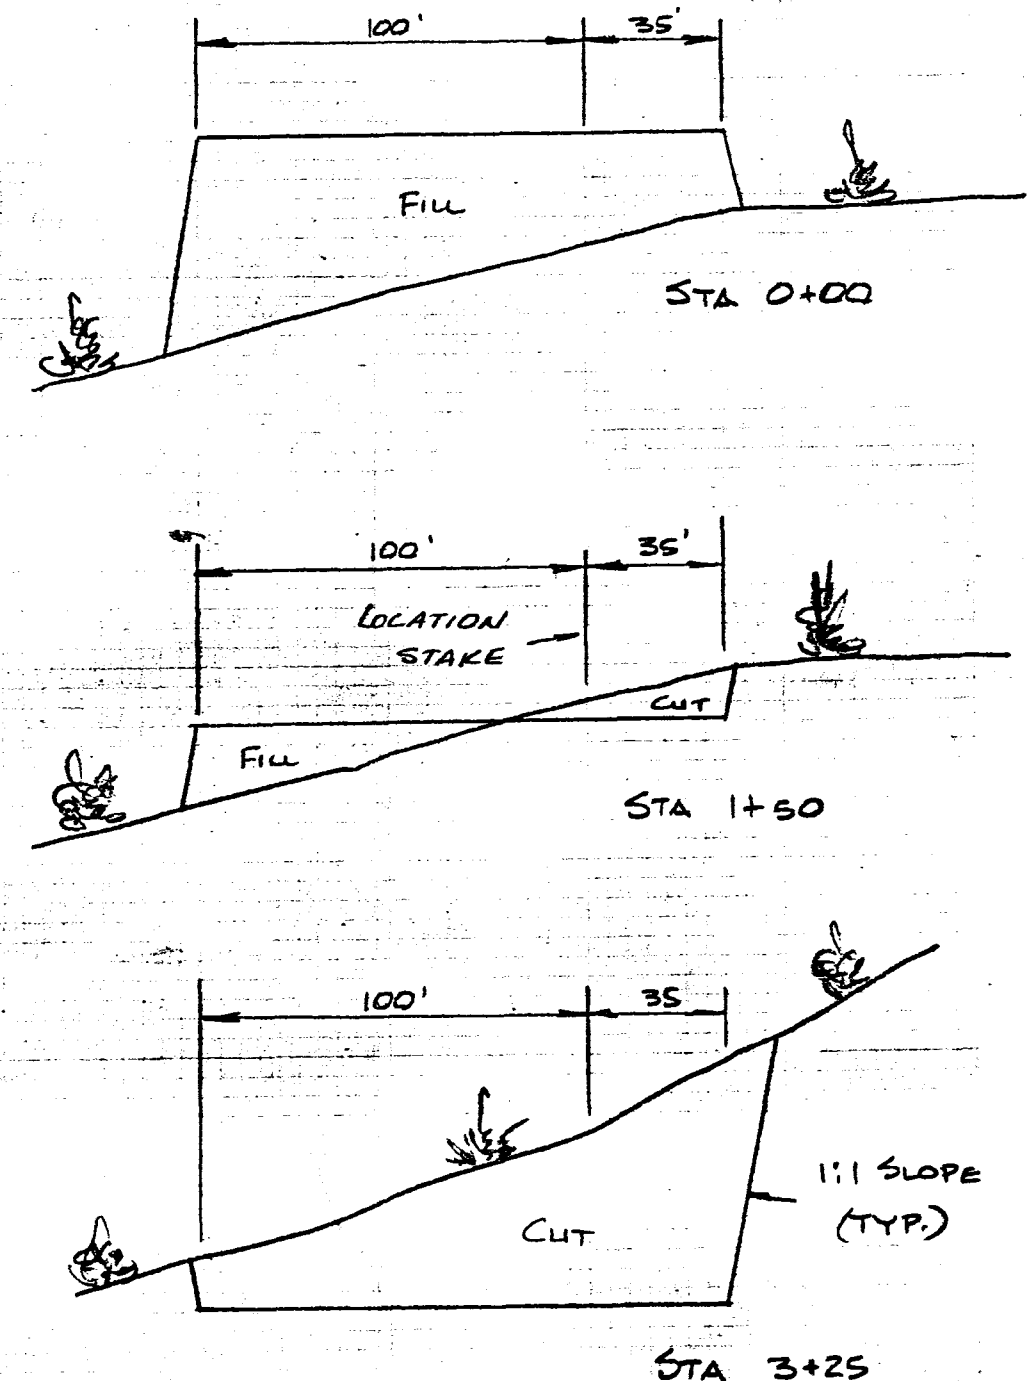 100' 35'
FILL
STA 0+00
100' 35'
LOCATION
STAKE
CUT
FILL
STA 1+50
100' 35
1:1 SLOPE
(TYP.)
CUT
STA 3+25